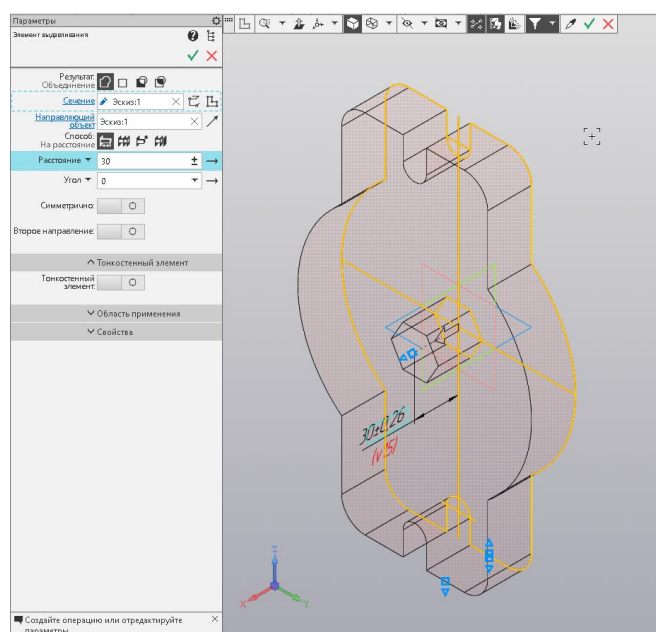 Параметры
Элемент выдавливания
Результат:
Объединение
Сечение
Эскиз:1
Направляющий
объект
Эскиз:1
Способ:
На расстояние
Расстояние
30
Угол
0
Симметрично:
Второе направление:
Тонкостенный элемент
Тонкостенный
элемент:
Область применения
Свойства
Создайте операцию или отредактируйте
параметры
30±0,26
(v15)
Z
X
Y